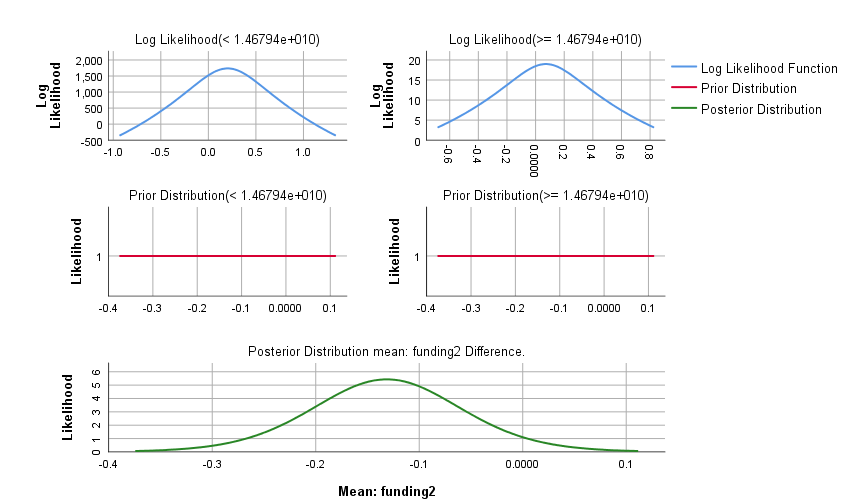 Log Likelihood(< 1.46794e+010)
Log Likelihood(>= 1.46794e+010)
Log Likelihood
2,000
1,500
1,000
500
0
-500
-1.0 -0.5 0.0 0.5 1.0
Log Likelihood
20
15
10
5
0
-0.6 -0.4 -0.2 0.0000 0.2 0.4 0.6 0.8
Log Likelihood Function
Prior Distribution
Posterior Distribution
Prior Distribution(< 1.46794e+010)
Prior Distribution(>= 1.46794e+010)
Likelihood
1
-0.4 -0.3 -0.2 -0.1 0.0000 0.1
Likelihood
1
-0.4 -0.3 -0.2 -0.1 0.0000 0.1
Posterior Distribution mean: funding2 Difference.
Likelihood
6
5
4
3
2
1
0
-0.4 -0.3 -0.2 -0.1 0.0000 0.1
Mean: funding2